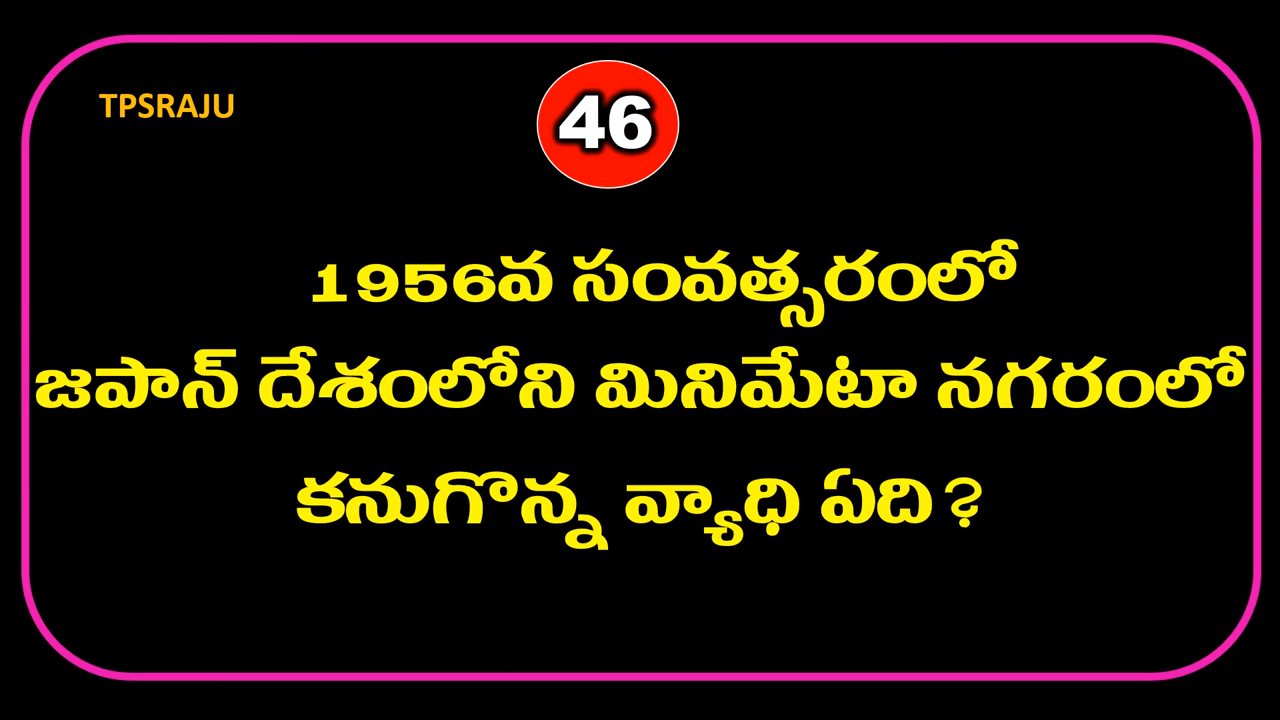 TPSRAJU
46
1956వ సంవత్సరంలో
జపాన్ దేశంలోని మినిమేటా నగరంలో
కనుగొన్న వ్యాధి ఏది?